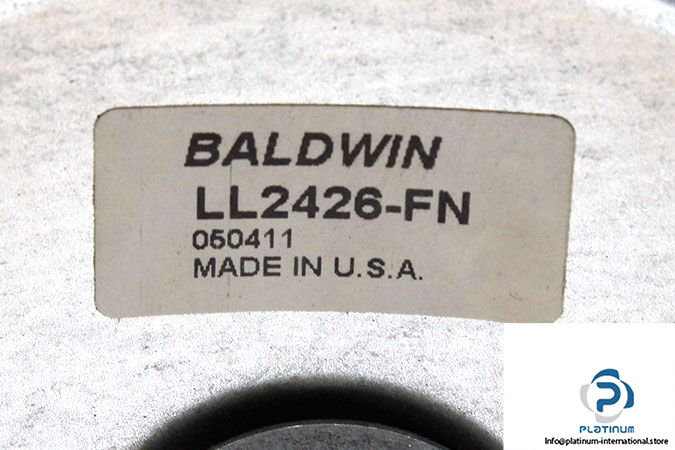 BALDWIN
LL2426-FN
050411
MADE IN U.S.A.
PLATINUM
Info@platinum-international.store